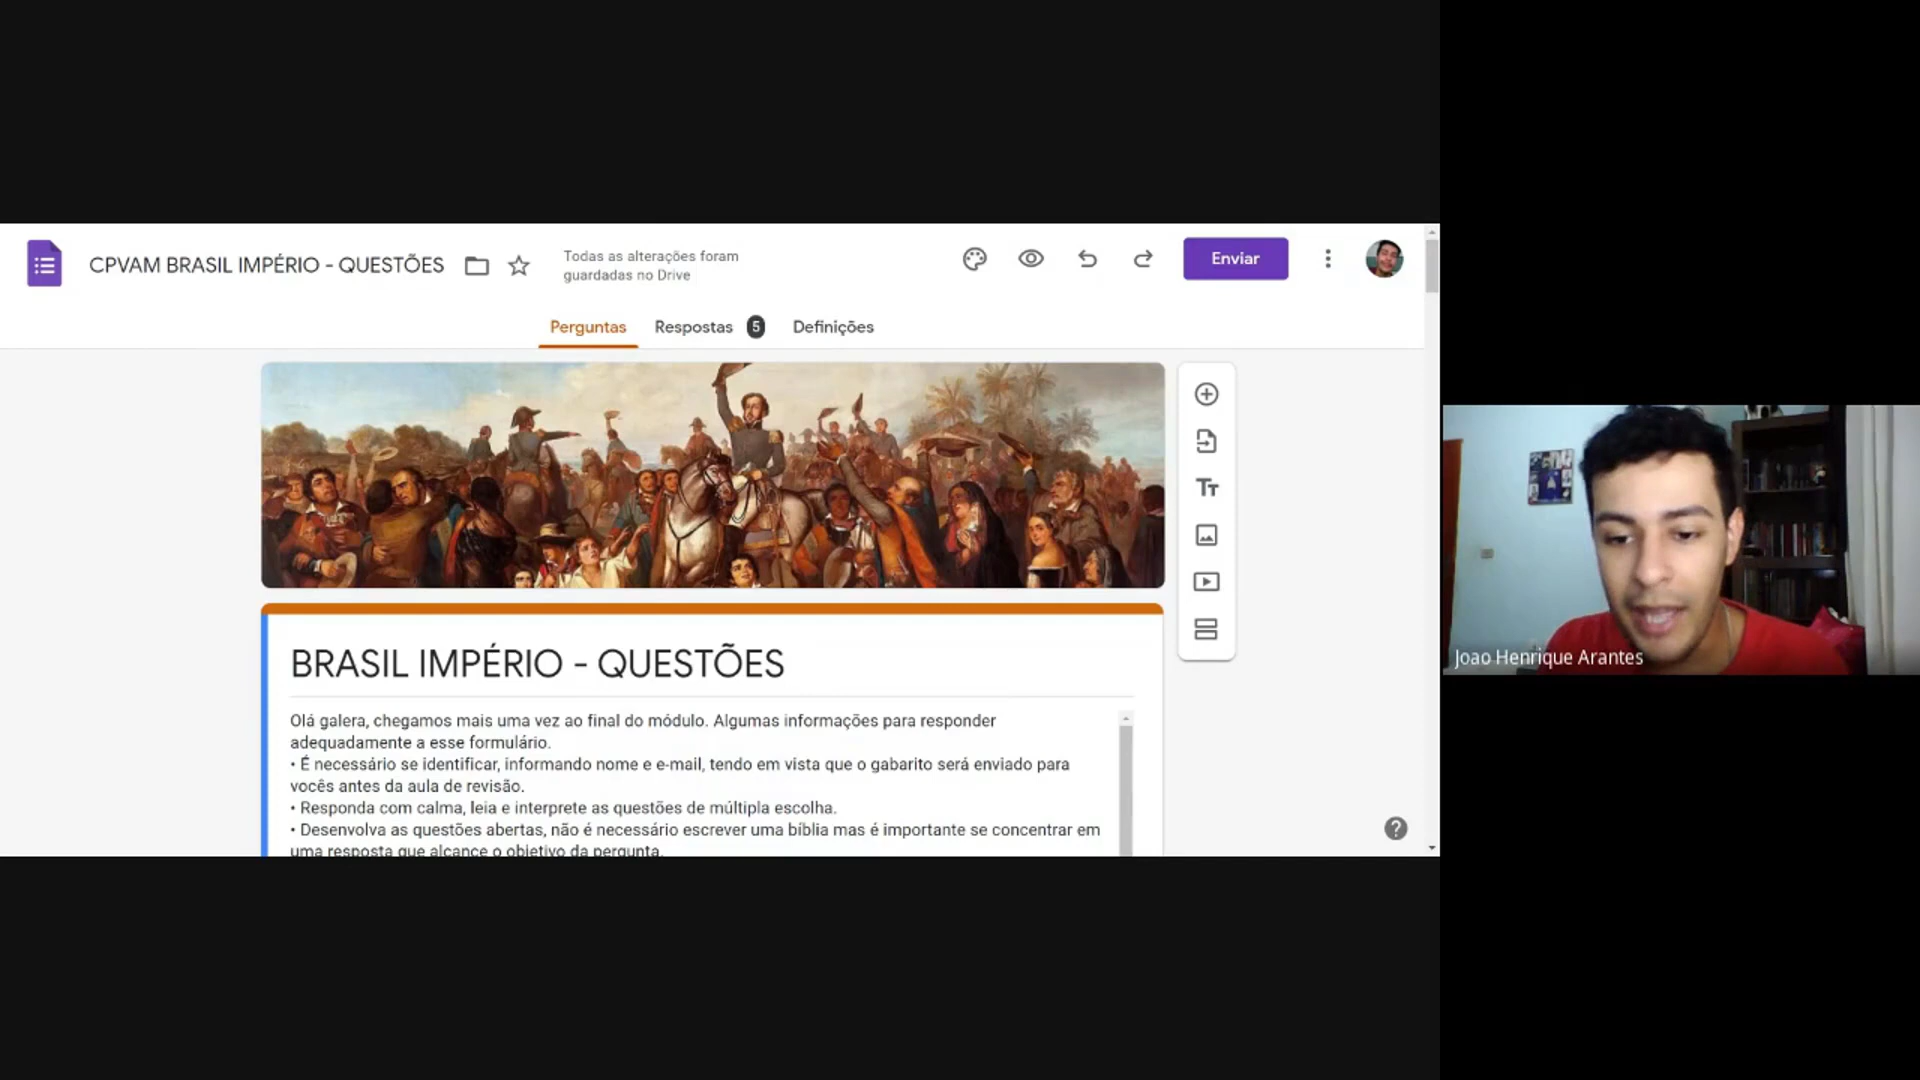 CPVAM BRASIL IMPÉRIO - QUESTÕES
Todas as alterações foram
guardadas no Drive
Enviar
Perguntas
Respostas 5
Definições
BRASIL IMPÉRIO - QUESTÕES
Olá galera, chegamos mais uma vez ao final do módulo. Algumas informações para responder
adequadamente a esse formulário.
• É necessário se identificar, informando nome e e-mail, tendo em vista que o gabarito será enviado para
vocês antes da aula de revisão.
• Responda com calma, leia e interprete as questões de múltipla escolha.
• Desenvolva as questões abertas, não é necessário escrever uma bíblia mas é importante se concentrar em
uma resposta que alcance o objetivo da pergunta.
Joao Henrique Arantes